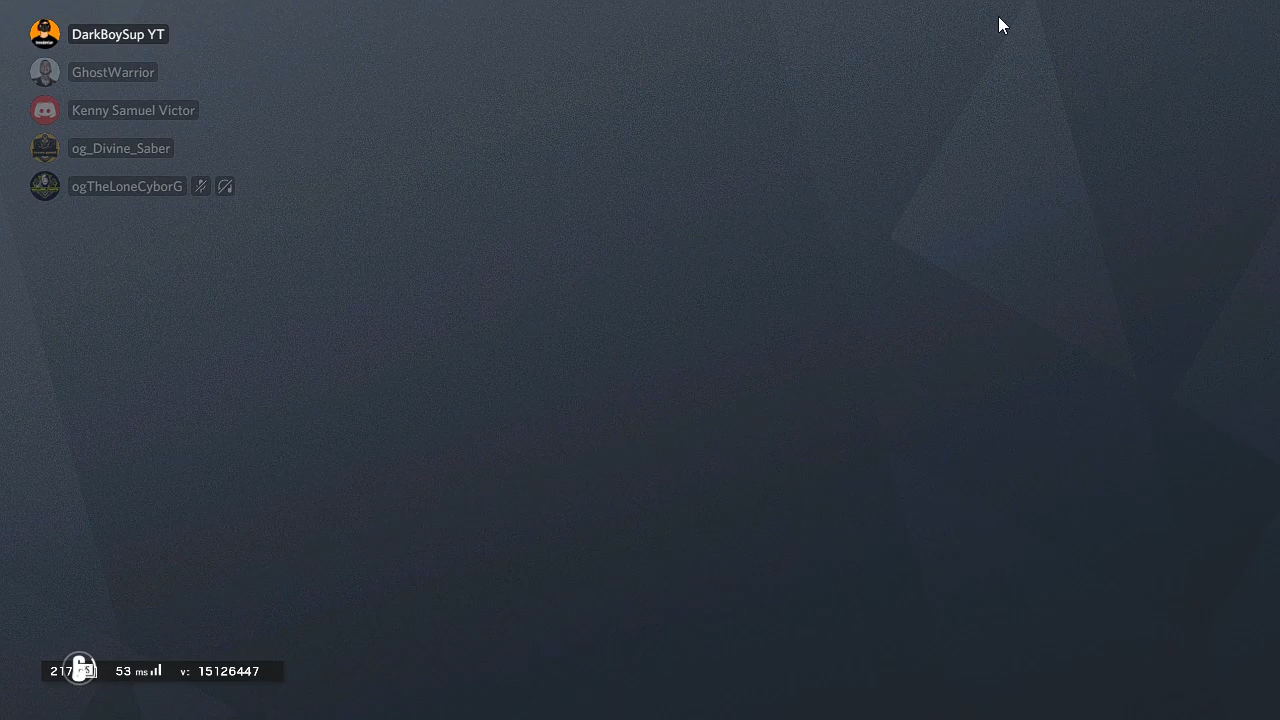 DarkBoySup YT
GhostWarrior
Kenny Samuel Victor
og_Divine_Saber
ogTheLoneCyborG
53 ms v: 15126447